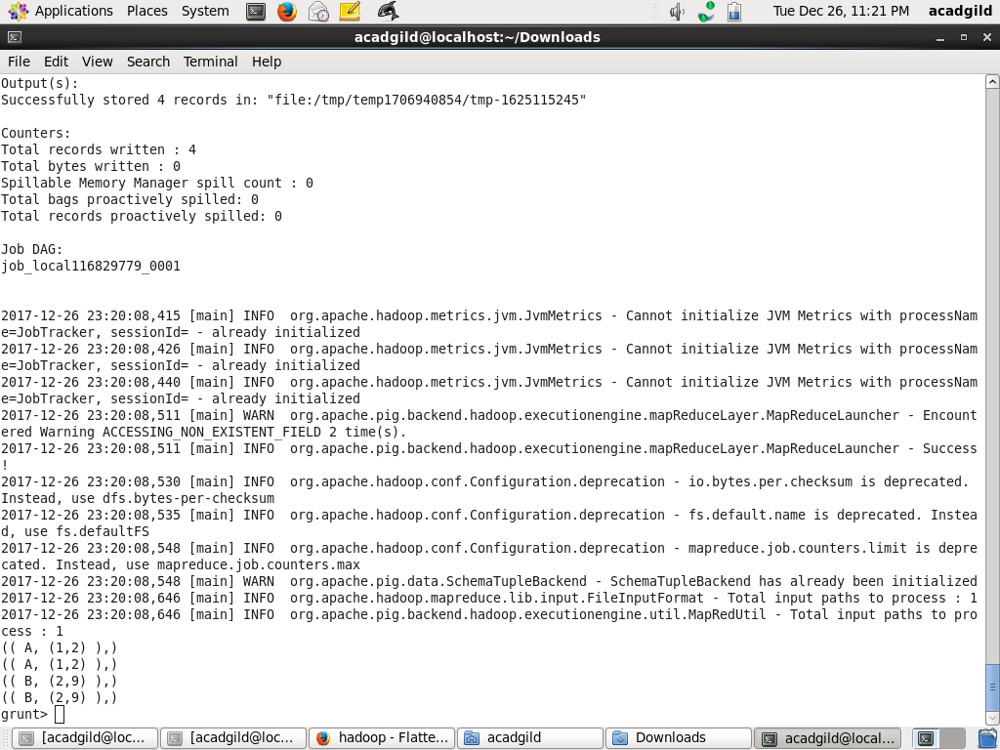 Applications Places System Tue Dec 26, 11:21 PM acadgild
acadgild@localhost:~/Downloads
File Edit View Search Terminal Help
Output(s):
Successfully stored 4 records in: "file:/tmp/temp1706940854/tmp-1625115245"
Counters:
Total records written : 4
Total bytes written : 0
Spillable Memory Manager spill count : 0
Total bags proactively spilled: 0
Total records proactively spilled: 0
Job DAG:
job_local116829779_0001
2017-12-26 23:20:08,415 [main] INFO  org.apache.hadoop.metrics.jvm.JvmMetrics - Cannot initialize JVM Metrics with processNam
e=JobTracker, sessionId= - already initialized
2017-12-26 23:20:08,426 [main] INFO  org.apache.hadoop.metrics.jvm.JvmMetrics - Cannot initialize JVM Metrics with processNam
e=JobTracker, sessionId= - already initialized
2017-12-26 23:20:08,440 [main] INFO  org.apache.hadoop.metrics.jvm.JvmMetrics - Cannot initialize JVM Metrics with processNam
e=JobTracker, sessionId= - already initialized
2017-12-26 23:20:08,511 [main] WARN  org.apache.pig.backend.hadoop.executionengine.mapReduceLayer.MapReduceLauncher - Encount
ered Warning ACCESSING_NON_EXISTENT_FIELD 2 time(s).
2017-12-26 23:20:08,511 [main] INFO  org.apache.pig.backend.hadoop.executionengine.mapReduceLayer.MapReduceLauncher - Success
!
2017-12-26 23:20:08,530 [main] INFO  org.apache.hadoop.conf.Configuration.deprecation - io.bytes.per.checksum is deprecated.
Instead, use dfs.bytes-per-checksum
2017-12-26 23:20:08,535 [main] INFO  org.apache.hadoop.conf.Configuration.deprecation - fs.default.name is deprecated. Instea
d, use fs.defaultFS
2017-12-26 23:20:08,548 [main] INFO  org.apache.hadoop.conf.Configuration.deprecation - mapreduce.job.counters.limit is depre
cated. Instead, use mapreduce.job.counters.max
2017-12-26 23:20:08,548 [main] WARN  org.apache.pig.data.SchemaTupleBackend - SchemaTupleBackend has already been initialized
2017-12-26 23:20:08,646 [main] INFO  org.apache.hadoop.mapreduce.lib.input.FileInputFormat - Total input paths to process : 1
2017-12-26 23:20:08,646 [main] INFO  org.apache.pig.backend.hadoop.executionengine.util.MapRedUtil - Total input paths to pro
cess : 1
(( A, (1,2) ),)
(( A, (1,2) ),)
(( B, (2,9) ),)
(( B, (2,9) ),)
grunt>
[acadgild@loc... [acadgild@loc... hadoop - Flatte... acadgild Downloads acadgild@local...